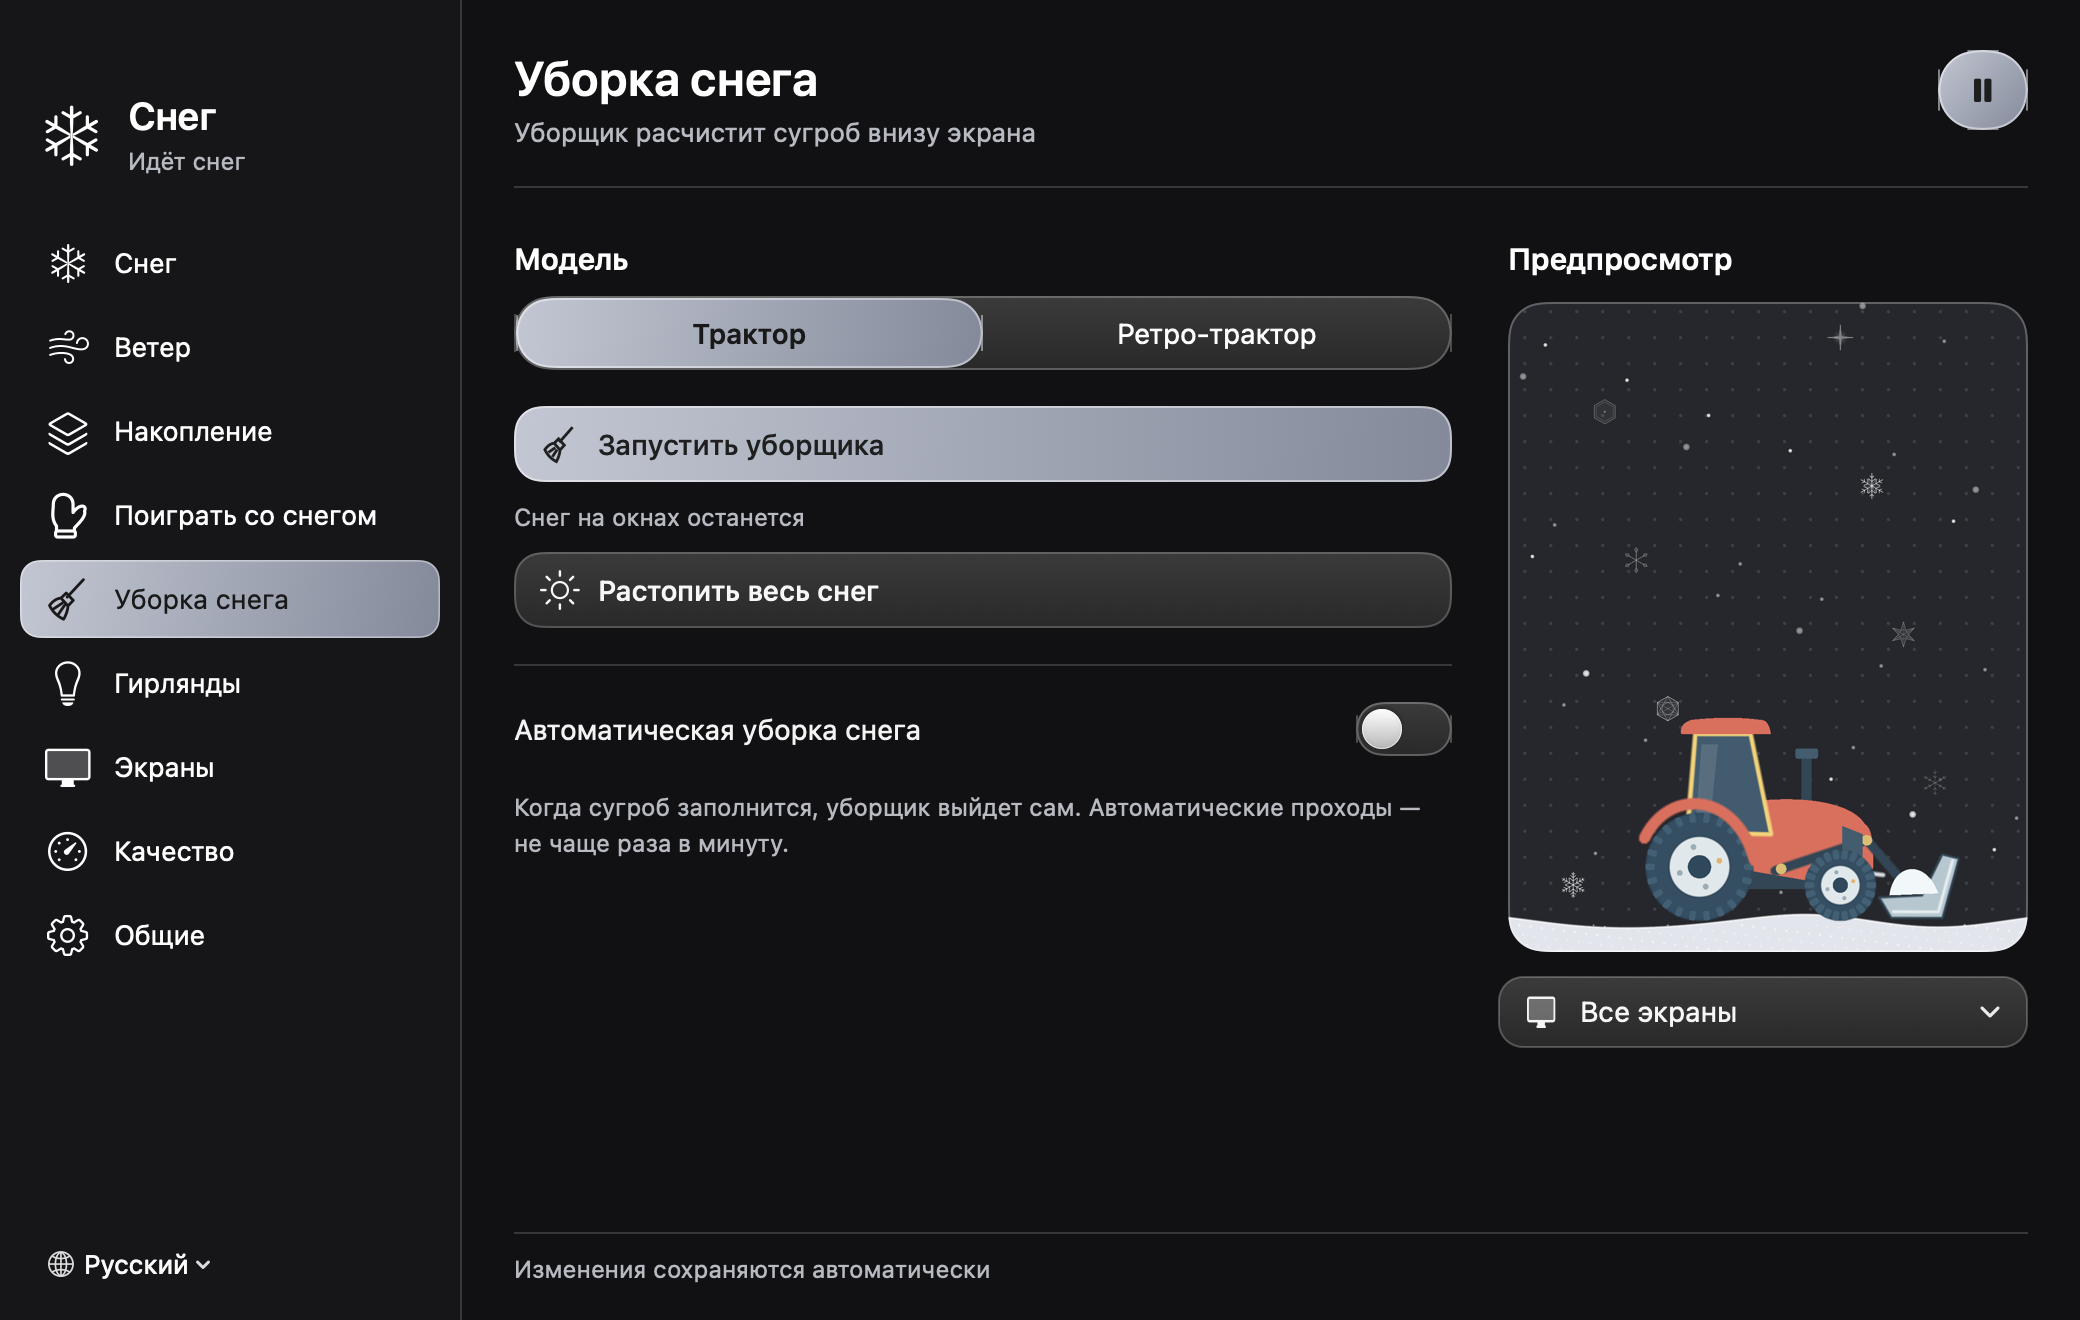 Снег
Идёт снег
Снег
Ветер
Накопление
Поиграть со снегом
Уборка снега
Гирлянды
Экраны
Качество
Общие
Русский
Уборка снега
Уборщик расчистит сугроб внизу экрана
Модель
Трактор
Ретро-трактор
Запустить уборщика
Снег на окнах останется
Растопить весь снег
Автоматическая уборка снега
Когда сугроб заполнится, уборщик выйдет сам. Автоматические проходы —
не чаще раза в минуту.
Предпросмотр
Все экраны
Изменения сохраняются автоматически